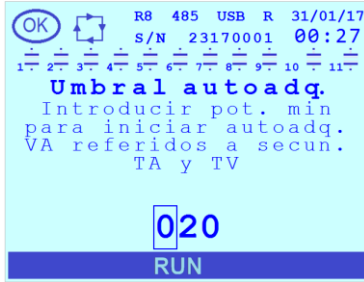 OK R8 485 USB R 31/01/17
S/N 23170001 00:27
1 2 3 4 5 6 7 8 9 10 11
Umbral autoadq.
Introducir pot. min
para iniciar autoadq.
VA referidos a secun.
TA y TV
020
RUN